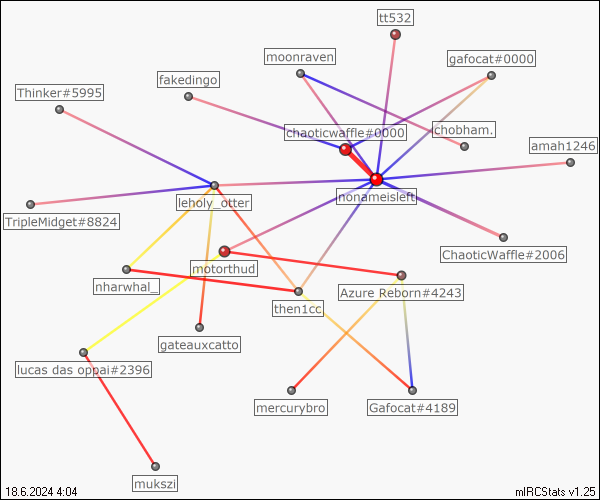 tt532
moonraven
gafocat#0000
fakedingo
Thinker#5995
chaoticwaffle#0000
chobham.
amah1246
nonameisleft
leholy_otter
TripleMidget#8824
ChaoticWaffle#2006
motorthud
nharwhal_
Azure Reborn#4243
then1cc
gateauxcatto
lucas das oppai#2396
mercurybro
Gafocat#4189
mukszi
18.6.2024 4:04
mIRCStats v1.25